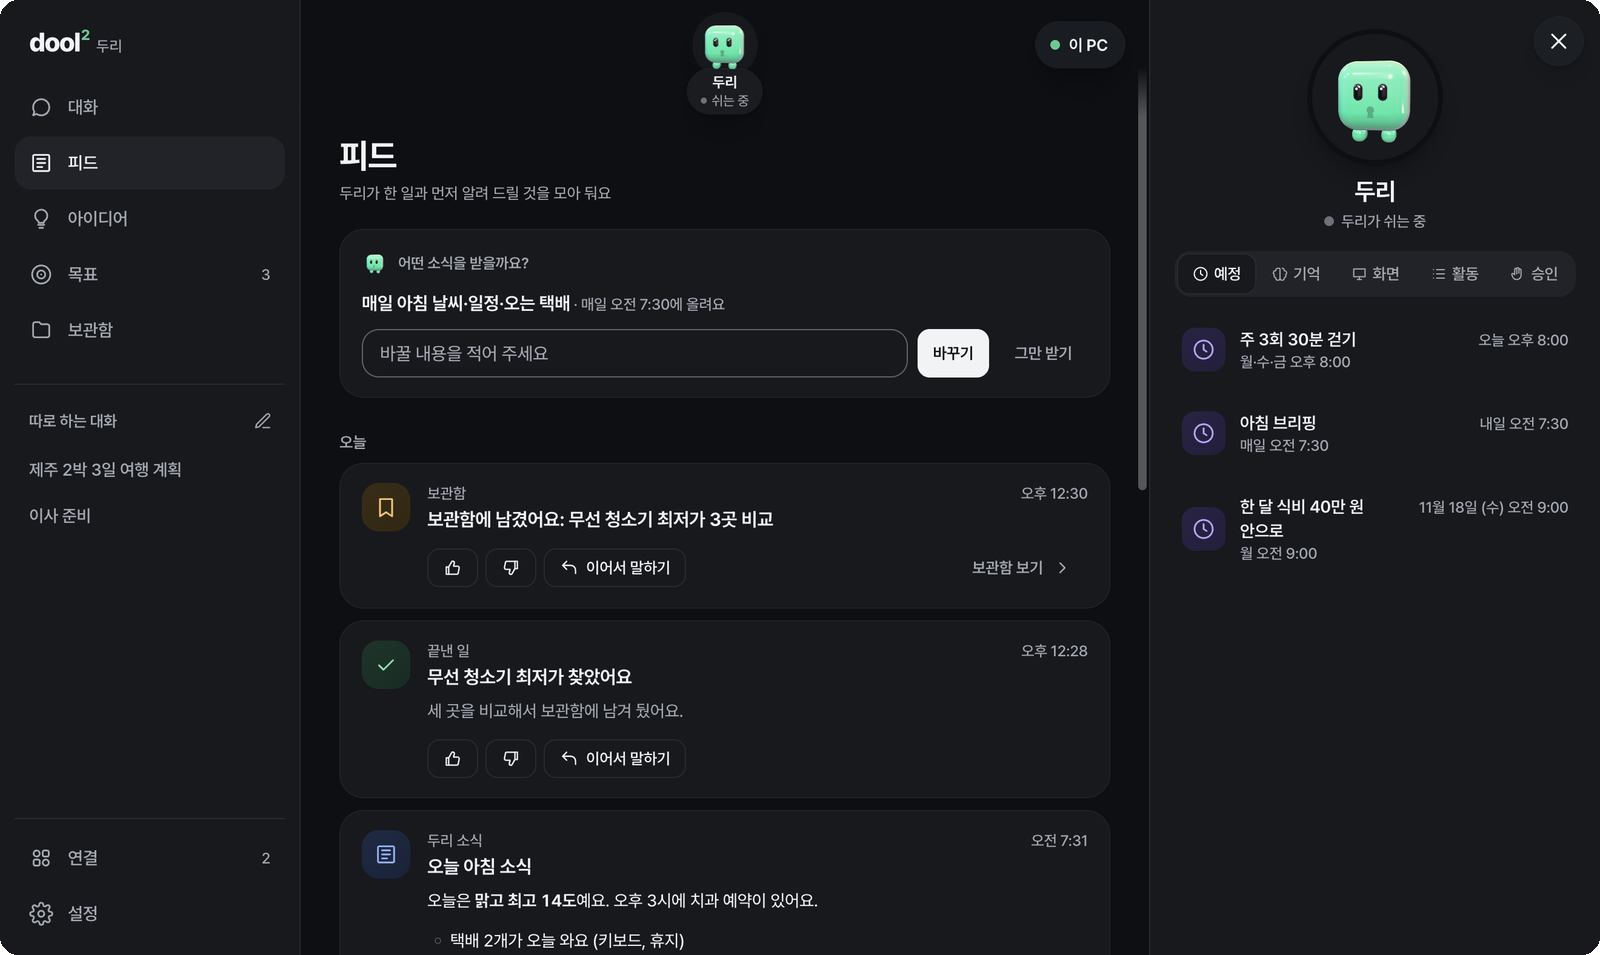 dool² 두리
대화
피드
아이디어
목표 3
보관함
따로 하는 대화
제주 2박 3일 여행 계획
이사 준비
연결 2
설정
두리
쉬는 중
이 PC
피드
두리가 한 일과 먼저 알려 드릴 것을 모아 둬요
어떤 소식을 받을까요?
매일 아침 날씨·일정·오는 택배 · 매일 오전 7:30에 올려요
바꿀 내용을 적어 주세요 바꾸기 그만 받기
오늘
보관함 오후 12:30
보관함에 남겼어요: 무선 청소기 최저가 3곳 비교
이어서 말하기 보관함 보기
끝낸 일 오후 12:28
무선 청소기 최저가 찾았어요
세 곳을 비교해서 보관함에 남겨 뒀어요.
이어서 말하기
두리 소식 오전 7:31
오늘 아침 소식
오늘은 맑고 최고 14도예요. 오후 3시에 치과 예약이 있어요.
택배 2개가 오늘 와요 (키보드, 휴지)
두리
두리가 쉬는 중
예정 기억 화면 활동 승인
주 3회 30분 걷기 오늘 오후 8:00
월·수·금 오후 8:00
아침 브리핑 내일 오전 7:30
매일 오전 7:30
한 달 식비 40만 원 11월 18일 (수) 오전 9:00
안으로
월 오전 9:00